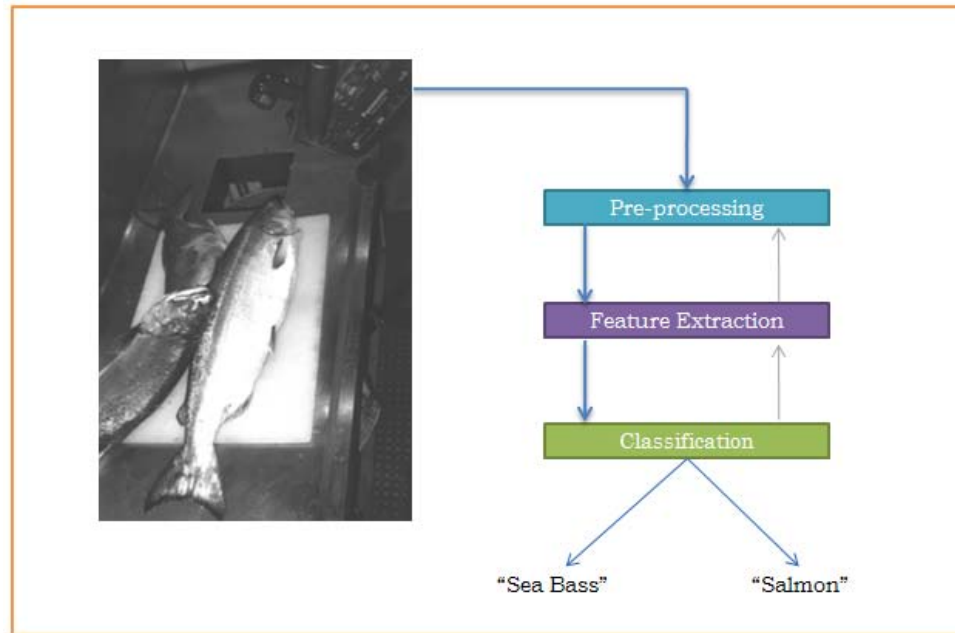 Pre-processing
Feature Extraction
Classification
“Sea Bass”
“Salmon”